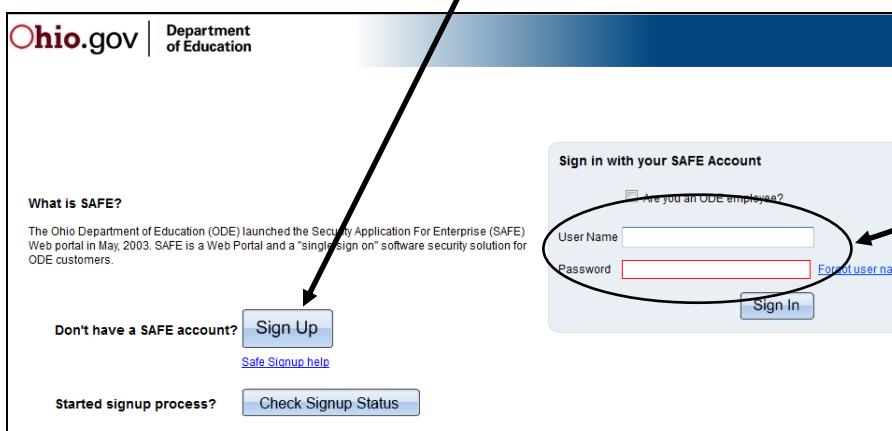 Ohio.gov
Department
of Education
Sign in with your SAFE Account
Are you an ODE employee?
What is SAFE?
The Ohio Department of Education (ODE) launched the Security Application For Enterprise (SAFE)
Web portal in May, 2003. SAFE is a Web Portal and a "single sign on" software security solution for
ODE customers.
User Name
Password
Forgot user na
Sign In
Don't have a SAFE account?
Sign Up
Safe Signup help
Started signup process?
Check Signup Status